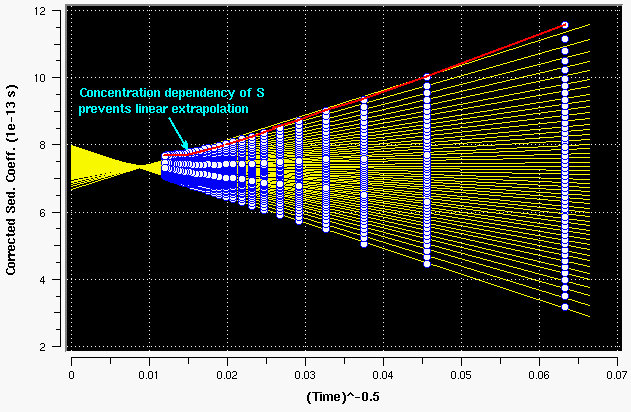 12
10
8
6
4
2
Corrected Sed. Coeff. (1e-13 s)
Concentration dependency of S
prevents linear extrapolation
0 0.01 0.02 0.03 0.04 0.05 0.06 0.07
(Time)^-0.5